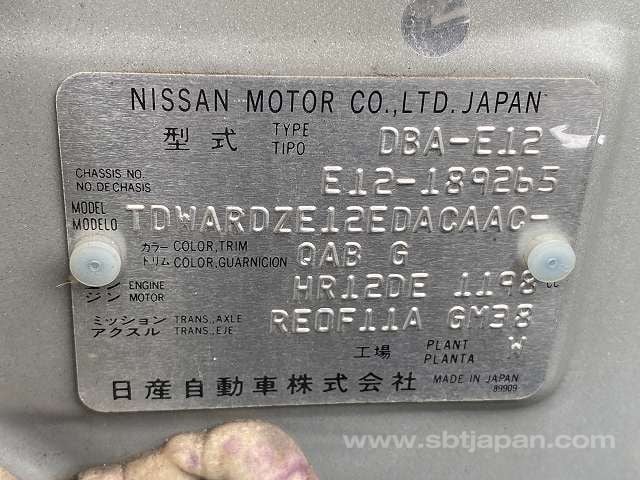 NISSAN MOTOR CO.,LTD. JAPAN
型式 TYPE TIPO DBA-E12
CHASSIS NO. NO. DE CHASIS E12-189265
MODEL MODELO TDWARDZE12EDACAAC-
カラー COLOR,TRIM トリム COLOR,GUARNICION QAB G
ジン ENGINE MOTOR HR12DE 1198 cc
ミッション TRANS.,AXLE アクスル TRANS.,EJE RE0F11A GM38
工場 PLANT PLANTA W
日産自動車株式会社 MADE IN JAPAN
89909
www.sbtjapan.com